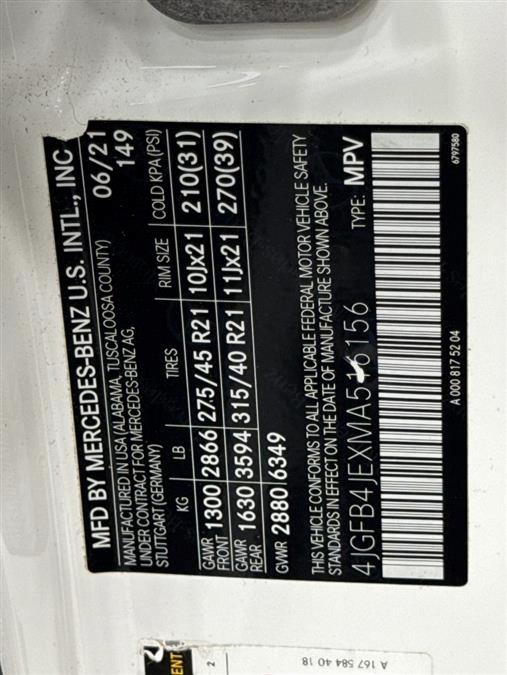 MFD BY MERCEDES-BENZ U.S. INTL., INC
MANUFACTURED IN USA (ALABAMA, TUSCALOOSA COUNTY) 06/21
UNDER CONTRACT FOR MERCEDES-BENZ AG, 149
STUTTGART (GERMANY)
KG LB TIRES RIM SIZE COLD KPA (PSI)
GAWR FRONT 1300 2866 275/45 R21 10Jx21 210(31)
GAWR REAR 1630 3594 315/40 R21 11Jx21 270(39)
GVWR 2880 6349
THIS VEHICLE CONFORMS TO ALL APPLICABLE FEDERAL MOTOR VEHICLE SAFETY
STANDARDS IN EFFECT ON THE DATE OF MANUFACTURE SHOWN ABOVE.
4JGFB4JEXMA516156 TYPE: MPV
A 000 817 52 04
6797580
A 167 584 40 18
2